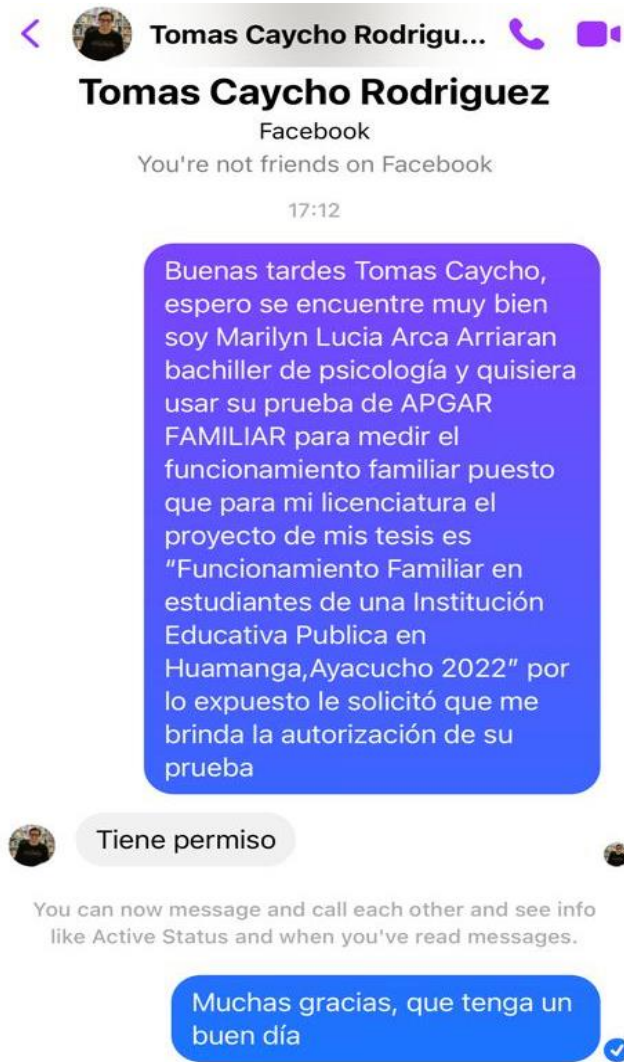 Tomas Caycho Rodrigu...
Tomas Caycho Rodriguez
Facebook
You're not friends on Facebook
17:12
Buenas tardes Tomas Caycho,
espero se encuentre muy bien
soy Marilyn Lucia Arca Arriaran
bachiller de psicología y quisiera
usar su prueba de APGAR
FAMILIAR para medir el
funcionamiento familiar puesto
que para mi licenciatura el
proyecto de mis tesis es
"Funcionamiento Familiar en
estudiantes de una Institución
Educativa Publica en
Huamanga,Ayacucho 2022" por
lo expuesto le solicitó que me
brinda la autorización de su
prueba
Tiene permiso
You can now message and call each other and see info
like Active Status and when you've read messages.
Muchas gracias, que tenga un
buen día